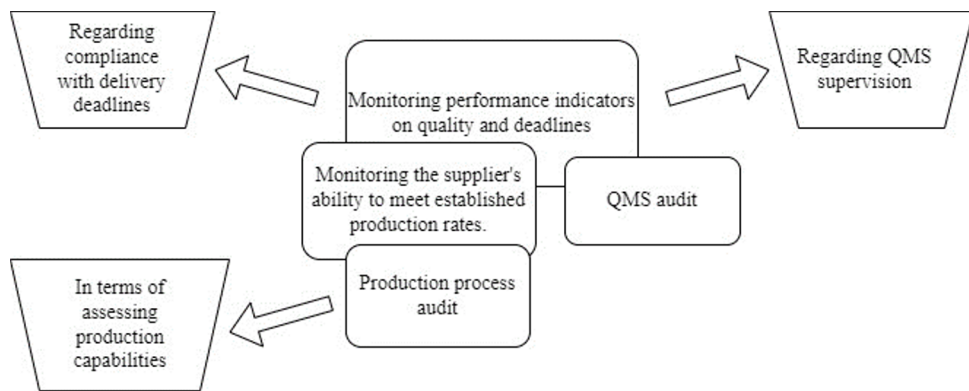 Regarding
compliance
with delivery
deadlines
Monitoring performance indicators
on quality and deadlines
Regarding QMS
supervision
Monitoring the supplier's
ability to meet established
production rates.
QMS audit
Production process
audit
In terms of
assessing
production
capabilities